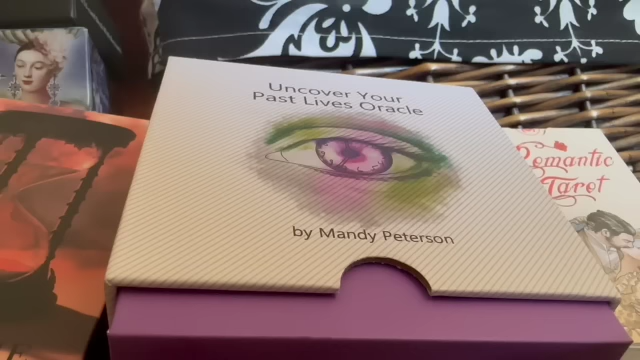 Uncover Your
Past Lives Oracle
by Mandy Peterson
Romantic
Tarot